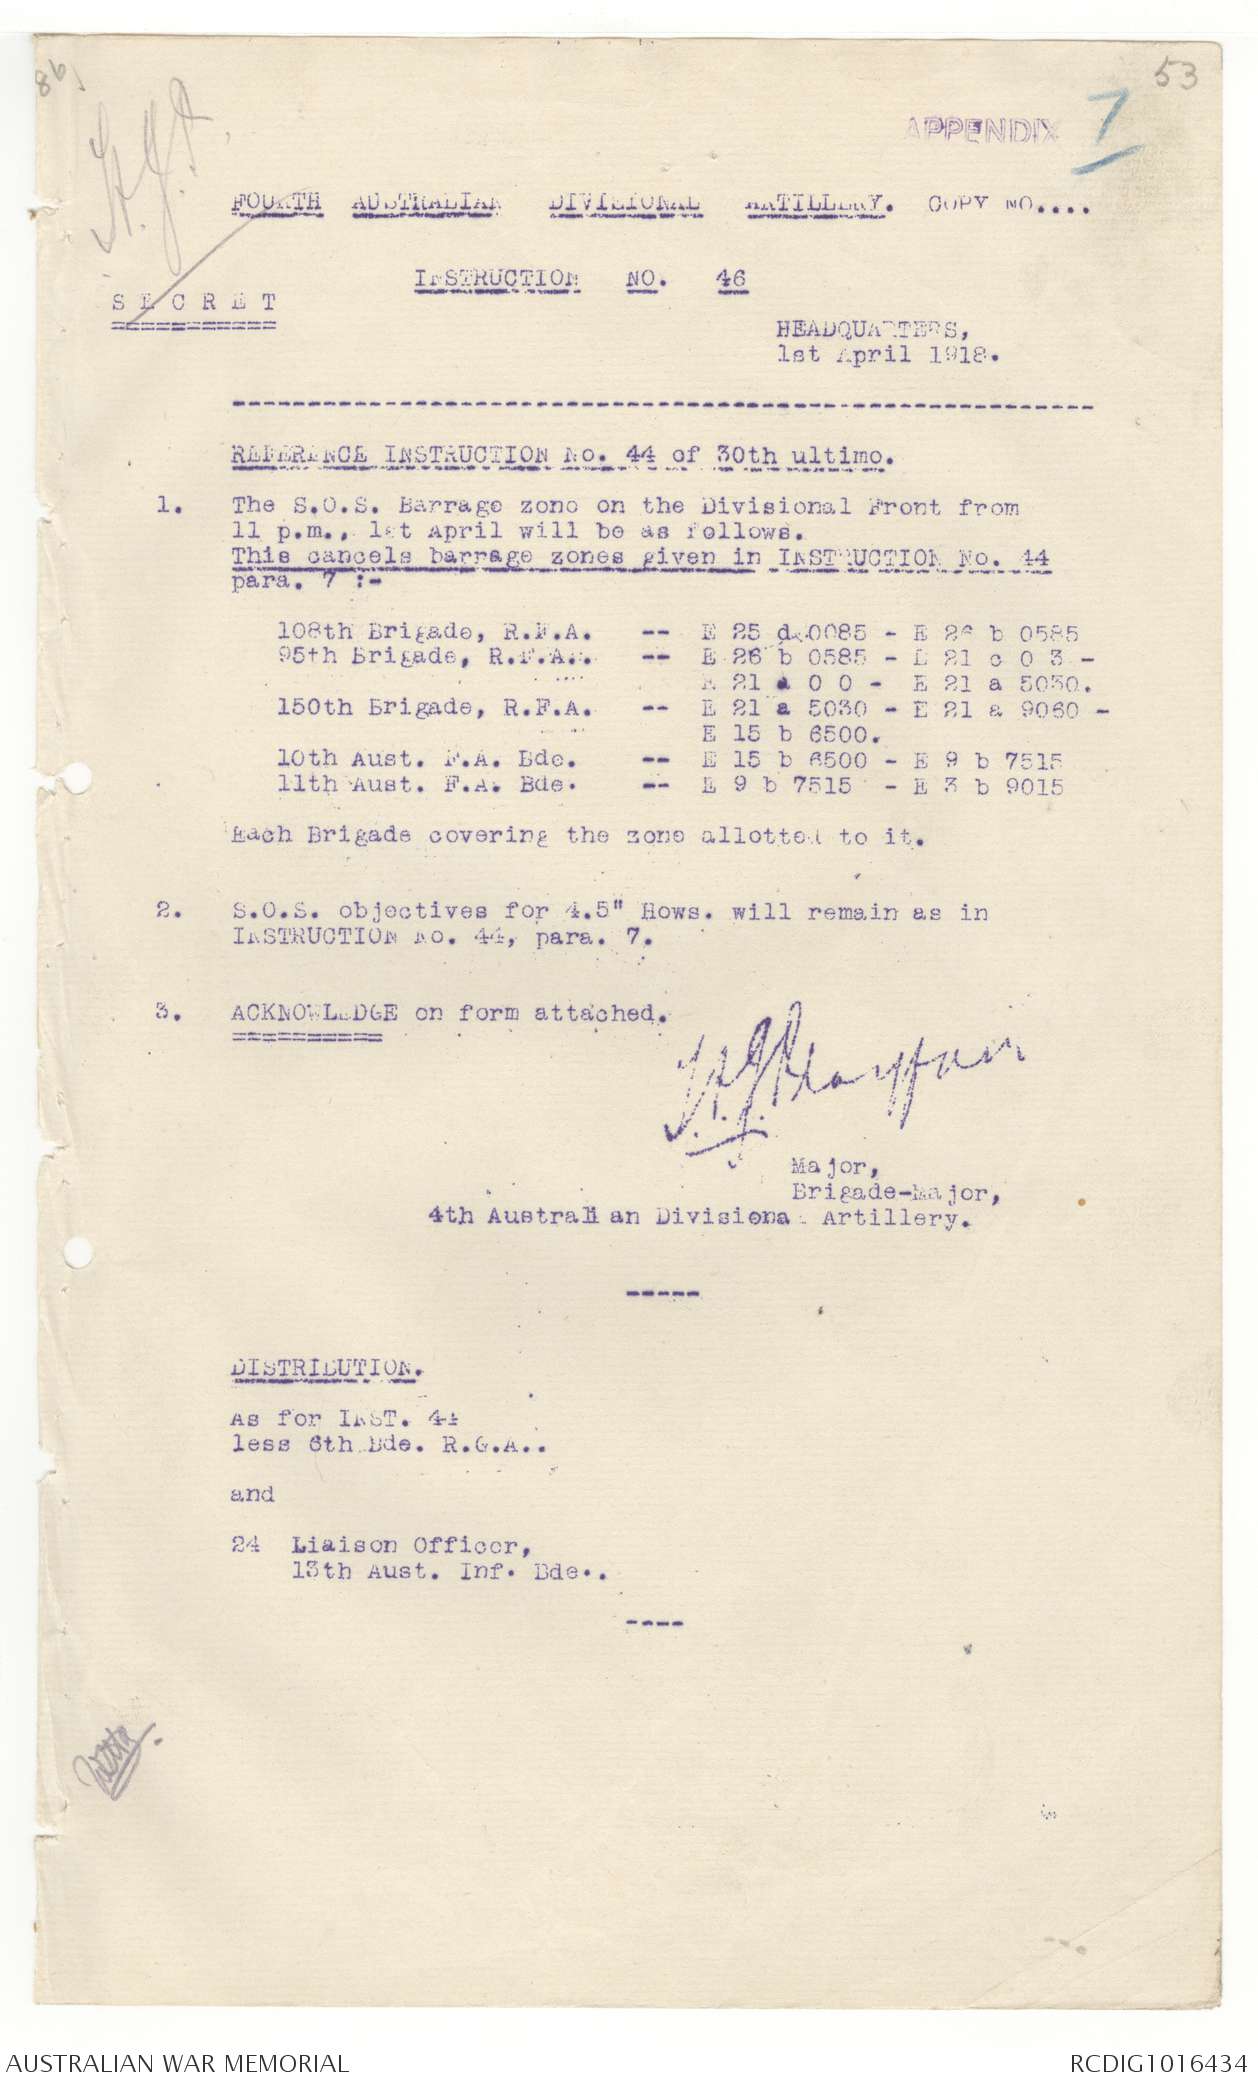 53
APPENDIX 7
FOURTH AUSTRALIAN DIVISIONAL ARTILLERY. COPY NO....
INSTRUCTION NO. 46
S E C R E T
HEADQUARTERS,
1st April 1918.
REFERENCE INSTRUCTION No. 44 of 30th ultimo.
1. The S.O.S. Barrage zone on the Divisional Front from
11 p.m., 1st April will be as follows.
This cancels barrage zones given in INSTRUCTION No. 44
para. 7 :-
108th Brigade, R.F.A. -- E 25 d 0085 - E 26 b 0585
95th Brigade, R.F.A.. -- E 26 b 0585 - E 21 c 0 3 -
E 21 a 0 0 - E 21 a 5030.
150th Brigade, R.F.A. -- E 21 a 5030 - E 21 a 9060 -
E 15 b 6500.
10th Aust. F.A. Bde. -- E 15 b 6500 - E 9 b 7515
11th Aust. F.A. Bde. -- E 9 b 7515 - E 3 b 9015
Each Brigade covering the zone allotted to it.
2. S.O.S. objectives for 4.5" Hows. will remain as in
INSTRUCTION No. 44, para. 7.
3. ACKNOWLEDGE on form attached.
Major,
Brigade-Major,
4th Australian Divisional Artillery.
-----
DISTRIBUTION.
As for INST. 44
less 6th Bde. R.G.A..
and
24 Liaison Officer,
13th Aust. Inf. Bde..
----
AUSTRALIAN WAR MEMORIAL
RCDIG1016434